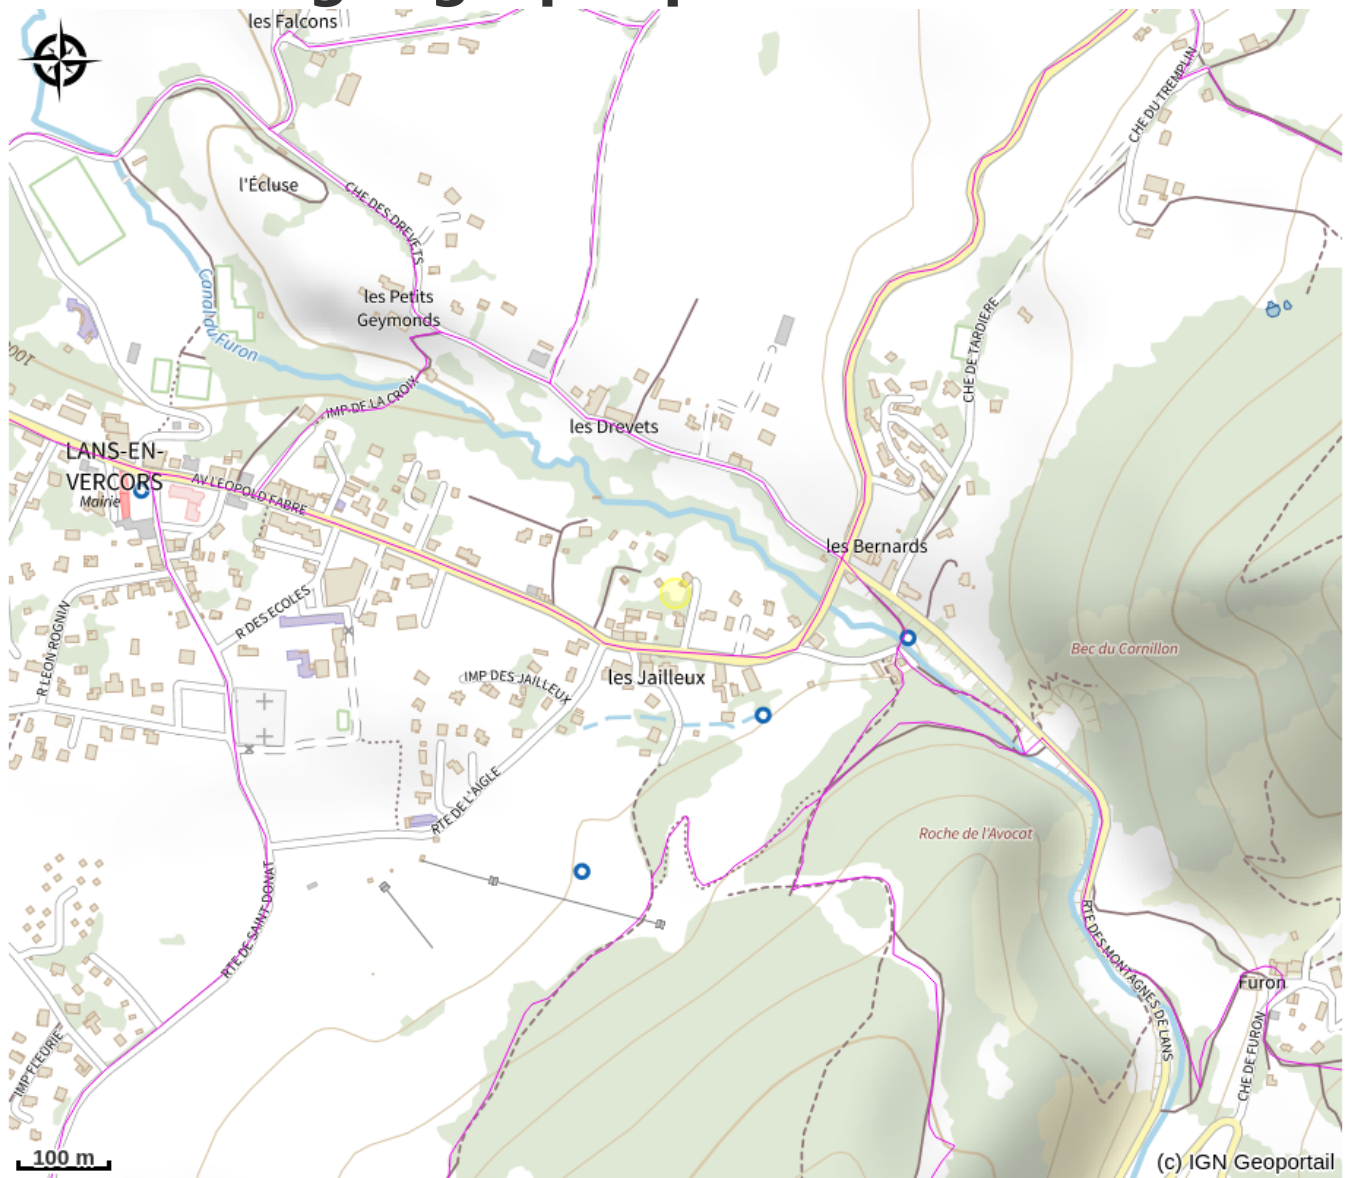 les Falcons
CHE DU TREMPLIN
l'Écluse
CHE DES DREVETS
Canal du Furon
les Petits
Geymonds
CHE DE TARDIERE
1000
IMP DE LA CROIX
les Drevets
LANS-EN-
VERCORS
Mairie
AV LEOPOLD FABRE
les Bernards
R DES ECOLES
R LEON ROGNIN
Bec du Cornillon
IMP DES JAILLEUX
les Jailleux
RTE DE L'AIGLE
Roche de l'Avocat
RTE DE SAINT-DONAT
RTE DES MONTAGNES DE LANS
Furon
CHE DE FURON
IMP FLEURIE
100 m
(c) IGN Geoportail